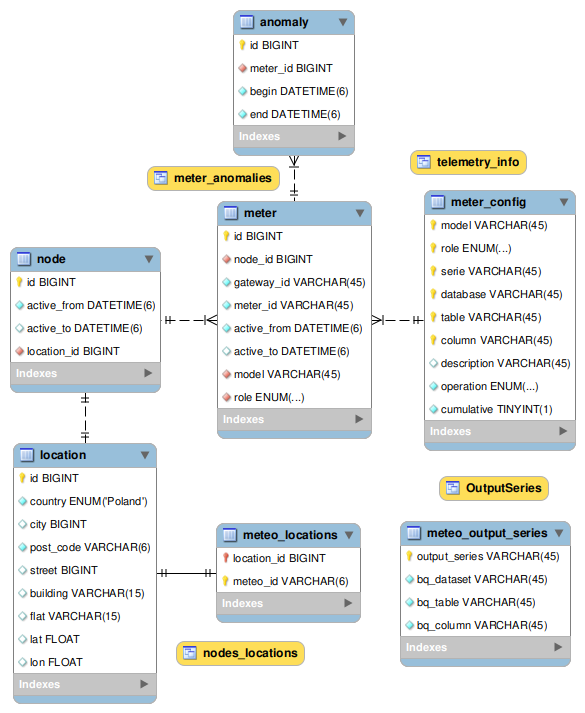 anomaly
id BIGINT
meter_id BIGINT
begin DATETIME(6)
end DATETIME(6)
Indexes
meter_anomalies
telemetry_info
meter
id BIGINT
node_id BIGINT
gateway_id VARCHAR(45)
meter_id VARCHAR(45)
active_from DATETIME(6)
active_to DATETIME(6)
model VARCHAR(45)
role ENUM(...)
Indexes
meter_config
model VARCHAR(45)
role ENUM(...)
serie VARCHAR(45)
database VARCHAR(45)
table VARCHAR(45)
column VARCHAR(45)
description VARCHAR(45)
operation ENUM(...)
cumulative TINYINT(1)
Indexes
node
id BIGINT
active_from DATETIME(6)
active_to DATETIME(6)
location_id BIGINT
Indexes
location
id BIGINT
country ENUM('Poland')
city BIGINT
post_code VARCHAR(6)
street BIGINT
building VARCHAR(15)
flat VARCHAR(15)
lat FLOAT
lon FLOAT
Indexes
OutputSeries
meteo_locations
location_id BIGINT
meteo_id VARCHAR(6)
Indexes
meteo_output_series
output_series VARCHAR(45)
bq_dataset VARCHAR(45)
bq_table VARCHAR(45)
bq_column VARCHAR(45)
Indexes
nodes_locations